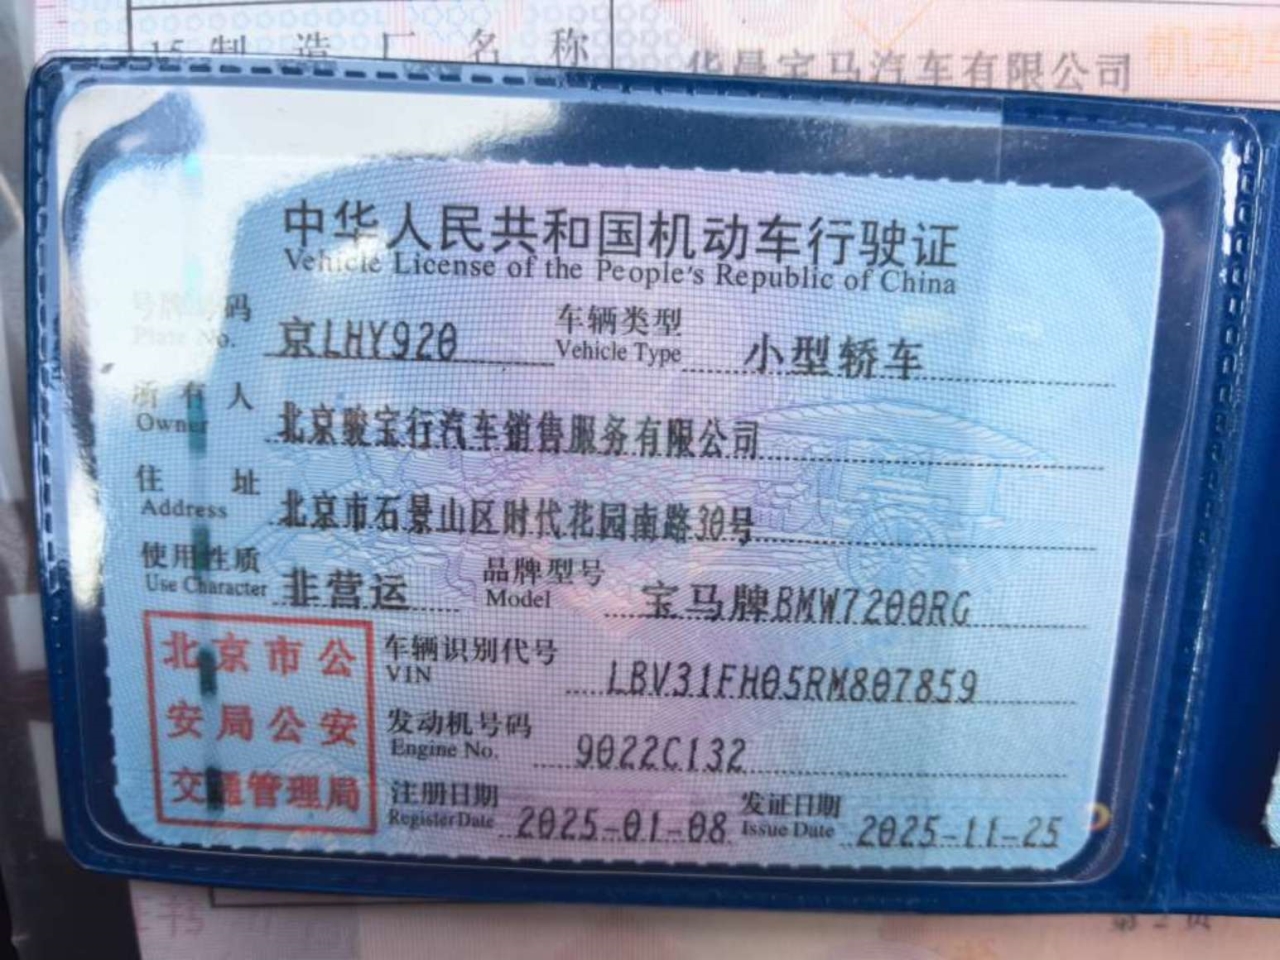 15 制 造 厂 名 称 华晨宝马汽车有限公司
中华人民共和国机动车行驶证
Vehicle License of the People's Republic of China
号牌号码 京LHY920 车辆类型 小型轿车
Plate No. Vehicle Type
所 有 人 北京骏宝行汽车销售服务有限公司
Owner
住 址 北京市石景山区时代花园南路30号
Address
使用性质 非营运 品牌型号 宝马牌BMW7200RG
Use Character Model
北京市公
安局公安
交通管理局
车辆识别代号 LBV31FH05RM807859
VIN
发动机号码 9022C132
Engine No.
注册日期 2025-01-08 发证日期 2025-11-25
Register Date Issue Date
第 2 页